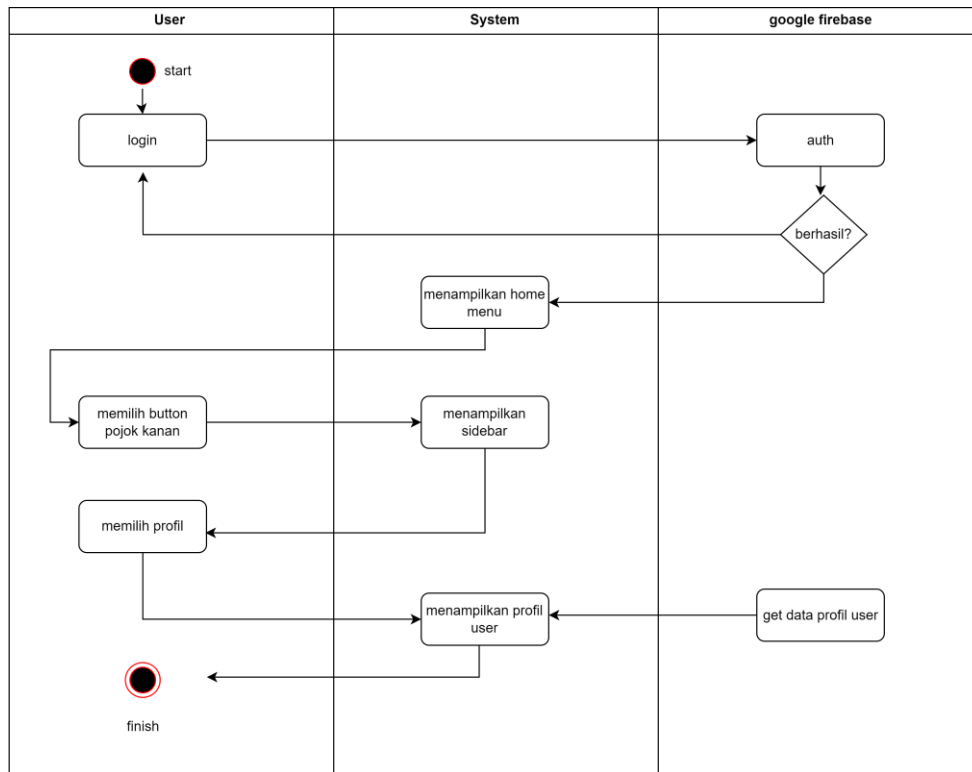 User
System
google firebase
start
login
auth
berhasil?
menampilkan home
menu
memilih button
pojok kanan
menampilkan
sidebar
memilih profil
menampilkan profil
user
get data profil user
finish